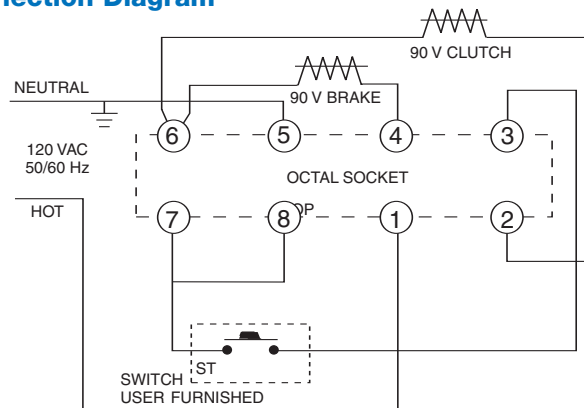 nection Diagram
90 V CLUTCH
NEUTRAL
90 V BRAKE
6
5
4
3
120 VAC
50/60 Hz
OCTAL SOCKET
HOT
7
8
OP
1
2
ST
SWITCH
USER FURNISHED